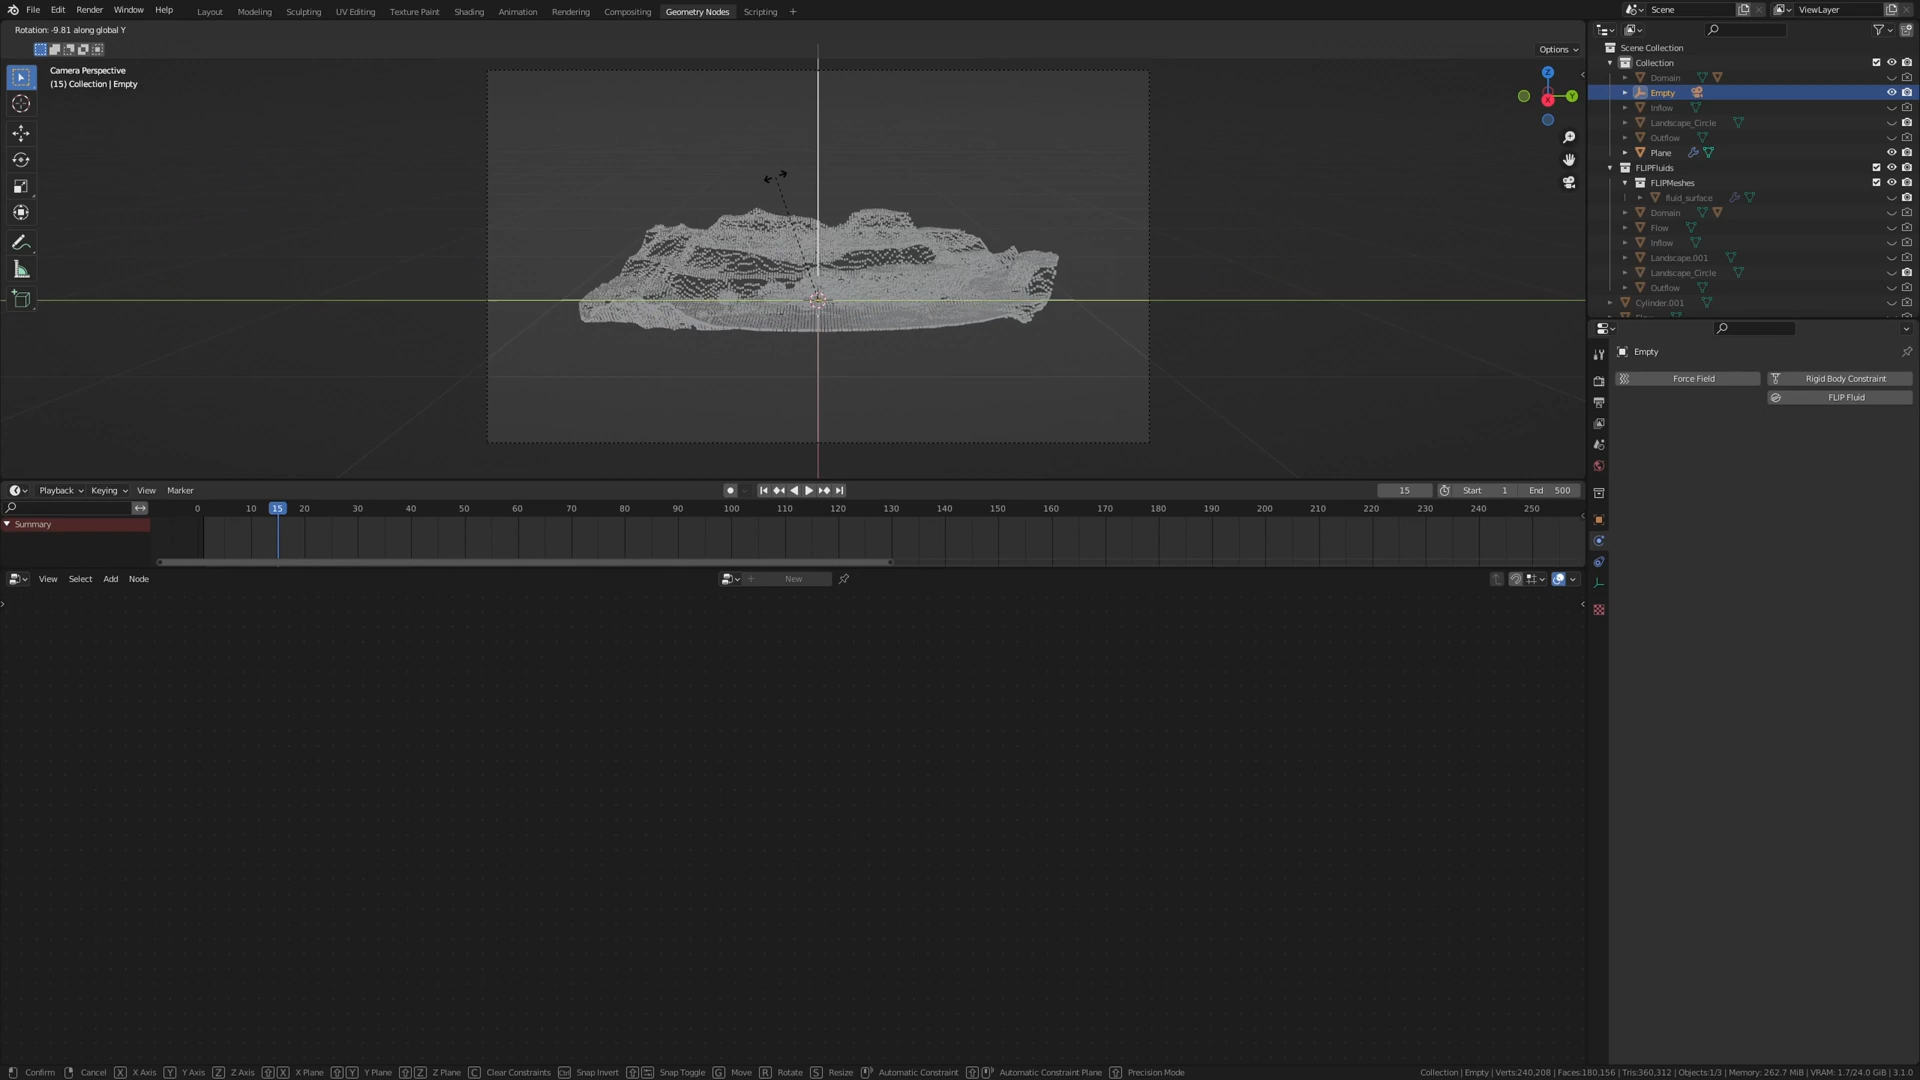 File Edit Render Window Help Layout Modeling Sculpting UV Editing Texture Paint Shading Animation Rendering Compositing Geometry Nodes Scripting + Scene ViewLayer
Rotation: -9.81 along global Y
Options
Camera Perspective
(15) Collection | Empty
Z
Y
X
Scene Collection
Collection
Domain
Empty
Inflow
Landscape_Circle
Outflow
Plane
FLIPFluids
FLIPMeshes
fluid_surface
Domain
Flow
Inflow
Landscape.001
Landscape_Circle
Outflow
Cylinder.001
Empty
Force Field Rigid Body Constraint
FLIP Fluid
Playback Keying View Marker 15 Start 1 End 500
0 10 15 20 30 40 50 60 70 80 90 100 110 120 130 140 150 160 170 180 190 200 210 220 230 240 250
Summary
View Select Add Node + New
Confirm Cancel X X Axis Y Y Axis Z Z Axis X X Plane Y Y Plane Z Z Plane C Clear Constraints Ctrl Snap Invert Snap Toggle G Move R Rotate S Resize Automatic Constraint Automatic Constraint Plane Precision Mode Collection | Empty | Verts:240,208 | Faces:180,156 | Tris:360,312 | Objects:1/3 | Memory: 262.7 MiB | VRAM: 1.7/24.0 GiB | 3.1.0